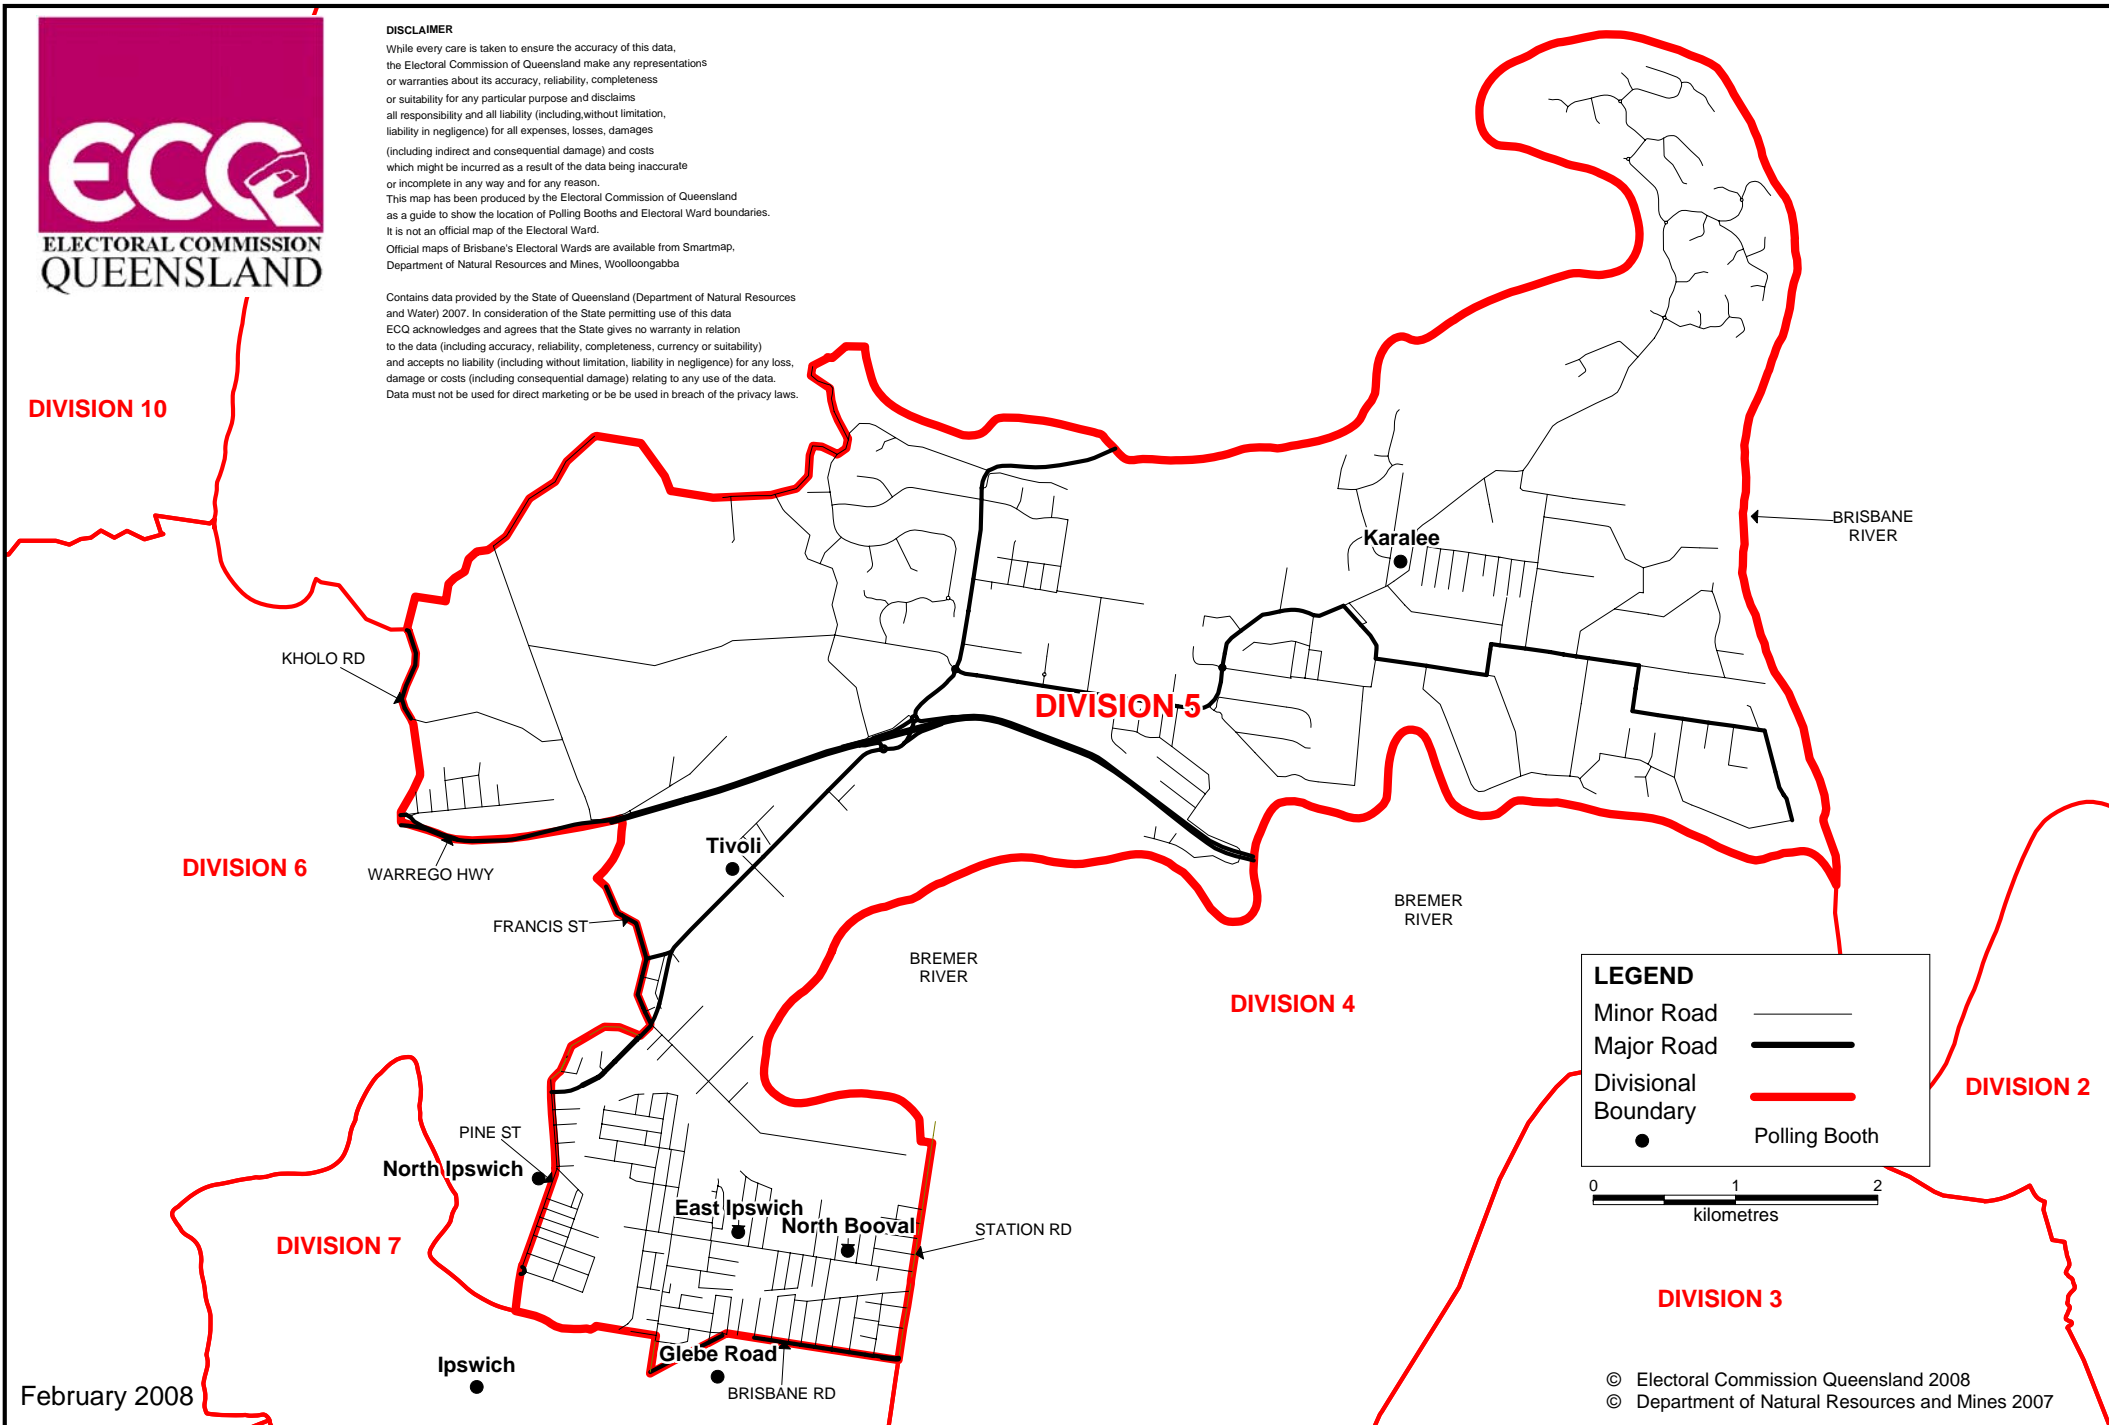 ECQ
ELECTORAL COMMISSION
QUEENSLAND
DISCLAIMER
While every care is taken to ensure the accuracy of this data,
the Electoral Commission of Queensland make any representations
or warranties about its accuracy, reliability, completeness
or suitability for any particular purpose and disclaims
all responsibility and all liability (including,without limitation,
liability in negligence) for all expenses, losses, damages
(including indirect and consequential damage) and costs
which might be incurred as a result of the data being inaccurate
or incomplete in any way and for any reason.
This map has been produced by the Electoral Commission of Queensland
as a guide to show the location of Polling Booths and Electoral Ward boundaries.
It is not an official map of the Electoral Ward.
Official maps of Brisbane's Electoral Wards are available from Smartmap,
Department of Natural Resources and Mines, Woolloongabba
Contains data provided by the State of Queensland (Department of Natural Resources
and Water) 2007. In consideration of the State permitting use of this data
ECQ acknowledges and agrees that the State gives no warranty in relation
to the data (including accuracy, reliability, completeness, currency or suitability)
and accepts no liability (including without limitation, liability in negligence) for any loss,
damage or costs (including consequential damage) relating to any use of the data.
Data must not be used for direct marketing or be be used in breach of the privacy laws.
DIVISION 10
BRISBANE
RIVER
Karalee
KHOLO RD
DIVISION 5
Tivoli
DIVISION 6
WARREGO HWY
FRANCIS ST
BREMER
RIVER
BREMER
RIVER
DIVISION 4
LEGEND
Minor Road
Major Road
Divisional
Boundary
Polling Booth
0 1 2
kilometres
DIVISION 2
PINE ST
North Ipswich
East Ipswich
North Booval
STATION RD
DIVISION 7
DIVISION 3
Glebe Road
Ipswich
BRISBANE RD
February 2008
© Electoral Commission Queensland 2008
© Department of Natural Resources and Mines 2007